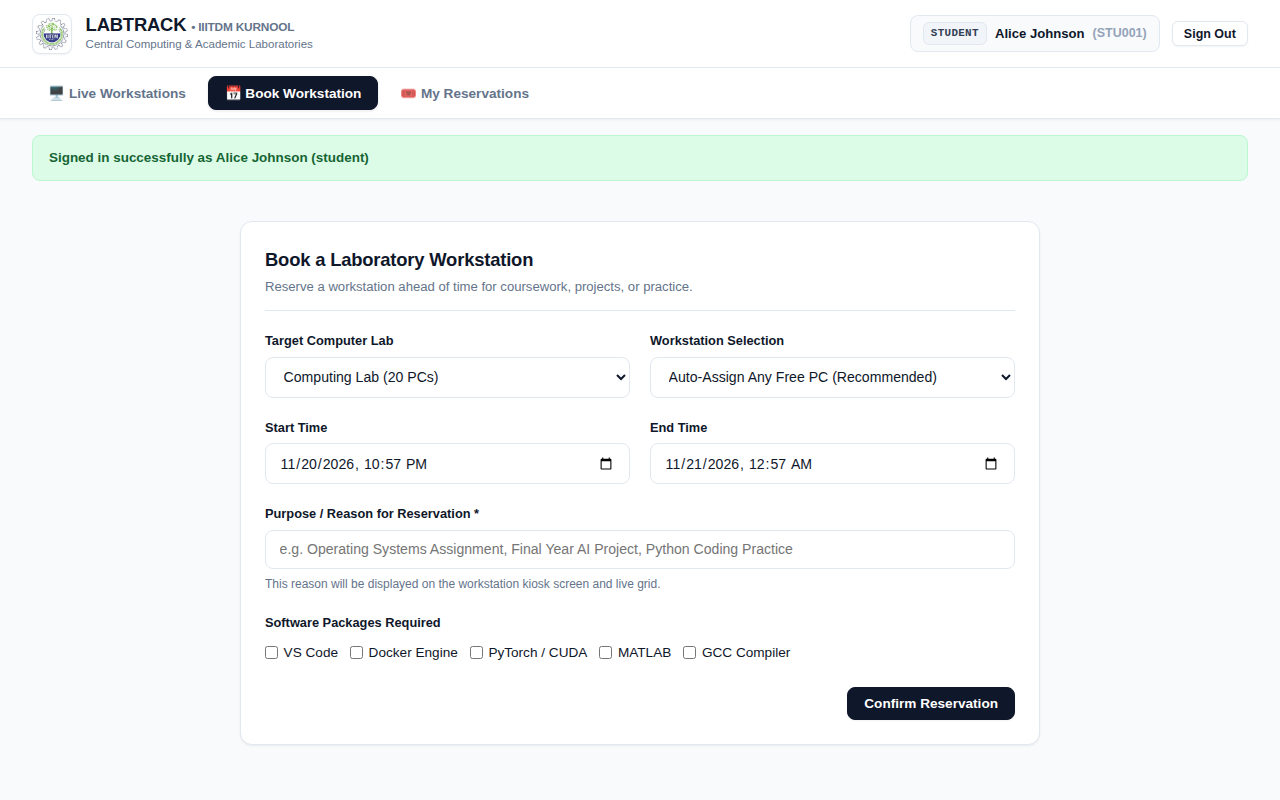 LABTRACK • IIITDM KURNOOL
Central Computing & Academic Laboratories
STUDENT Alice Johnson (STU001)
Sign Out
Live Workstations
Book Workstation
My Reservations
Signed in successfully as Alice Johnson (student)
Book a Laboratory Workstation
Reserve a workstation ahead of time for coursework, projects, or practice.
Target Computer Lab
Workstation Selection
Computing Lab (20 PCs)
Auto-Assign Any Free PC (Recommended)
Start Time
End Time
11/20/2026, 10:57 PM
11/21/2026, 12:57 AM
Purpose / Reason for Reservation *
e.g. Operating Systems Assignment, Final Year AI Project, Python Coding Practice
This reason will be displayed on the workstation kiosk screen and live grid.
Software Packages Required
VS Code
Docker Engine
PyTorch / CUDA
MATLAB
GCC Compiler
Confirm Reservation